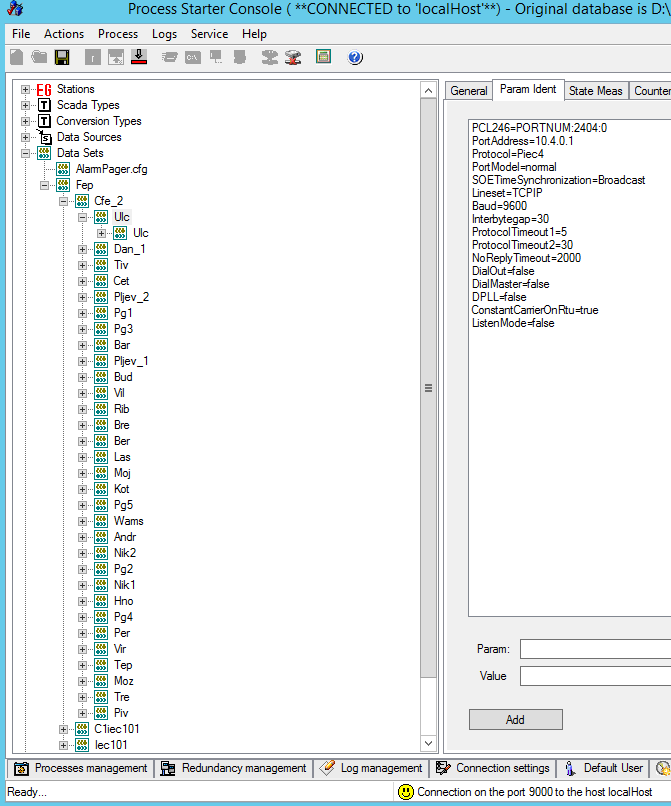 Process Starter Console ( **CONNECTED to 'localHost'**) - Original database is D:\
File Actions Process Logs Service Help
Stations
Scada Types
Conversion Types
Data Sources
Data Sets
AlarmPager.cfg
Fep
Cfe_2
Ulc
Ulc
Dan_1
Tiv
Cet
Pljev_2
Pg1
Pg3
Bar
Pljev_1
Bud
Vil
Rib
Bre
Ber
Las
Moj
Kot
Pg5
Wams
Andr
Nik2
Pg2
Nik1
Hno
Pg4
Per
Vir
Tep
Moz
Tre
Piv
C1iec101
Iec101
General Param Ident State Meas Counter
PCL246=PORTNUM:2404:0
PortAddress=10.4.0.1
Protocol=Piec4
PortModel=normal
SOETimeSynchronization=Broadcast
Lineset=TCPIP
Baud=9600
Interbytegap=30
ProtocolTimeout1=5
ProtocolTimeout2=30
NoReplyTimeout=2000
DialOut=false
DialMaster=false
DPLL=false
ConstantCarrierOnRtu=true
ListenMode=false
Param:
Value
Add
Processes management Redundancy management Log management Connection settings Default User
Ready... Connection on the port 9000 to the host localHost